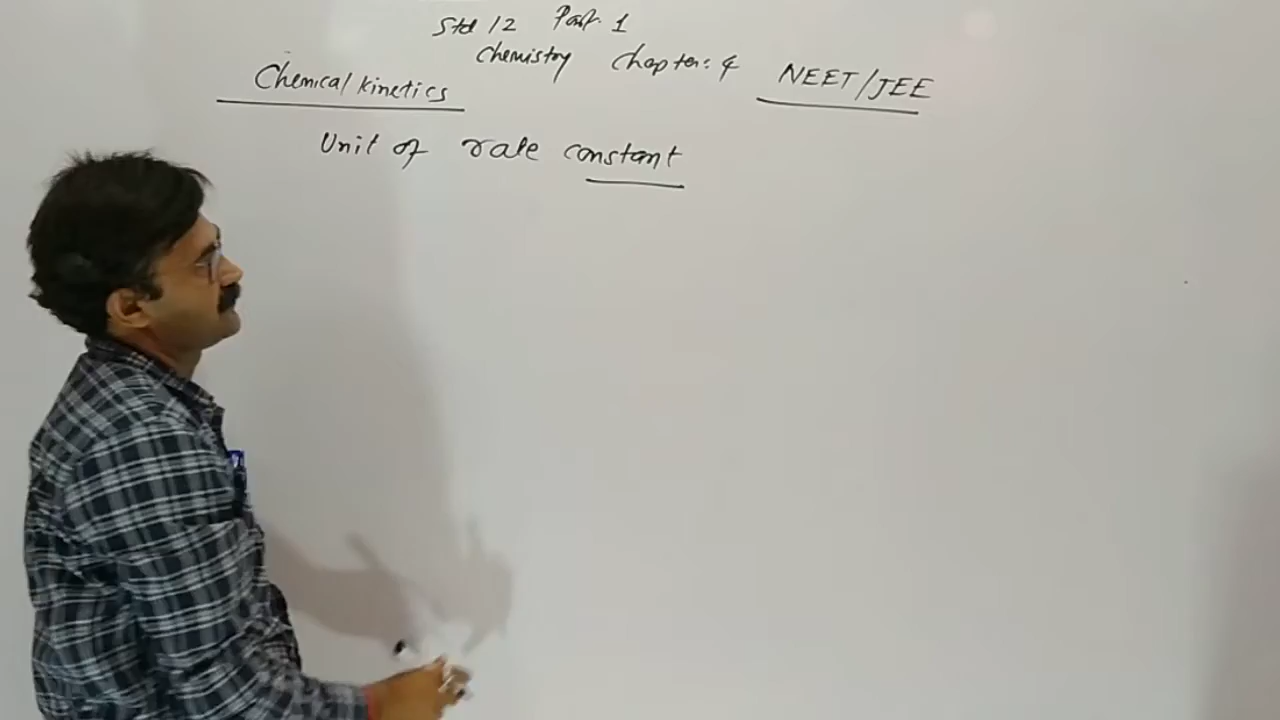 Std 12 Part 1
Chemistry Chapter: 4
Chemical kinetics
NEET/JEE
Unit of rate constant